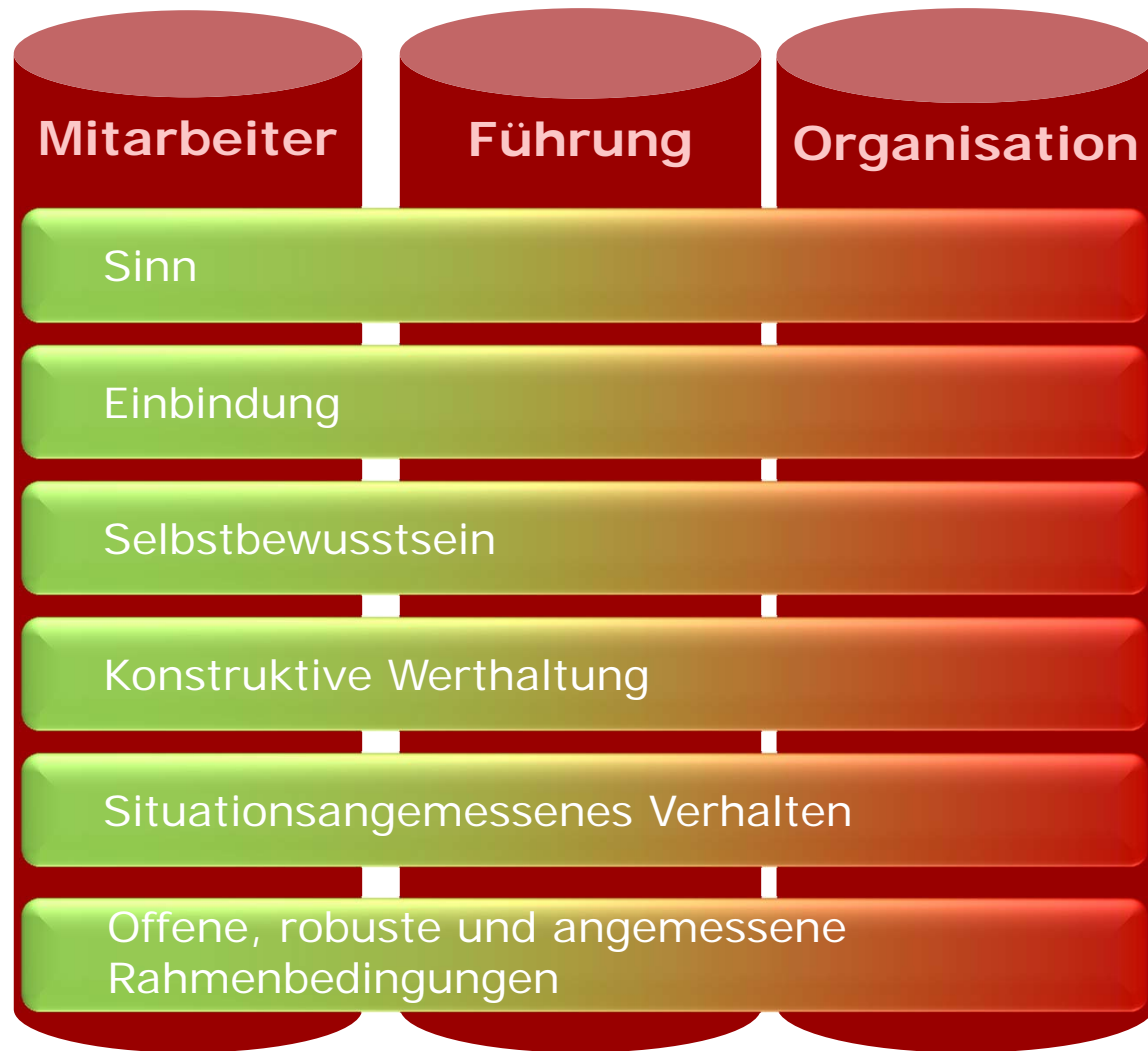 Mitarbeiter
Führung
Organisation
Sinn
Einbindung
Selbstbewusstsein
Konstruktive Werthaltung
Situationsangemessenes Verhalten
Offene, robuste und angemessene
Rahmenbedingungen